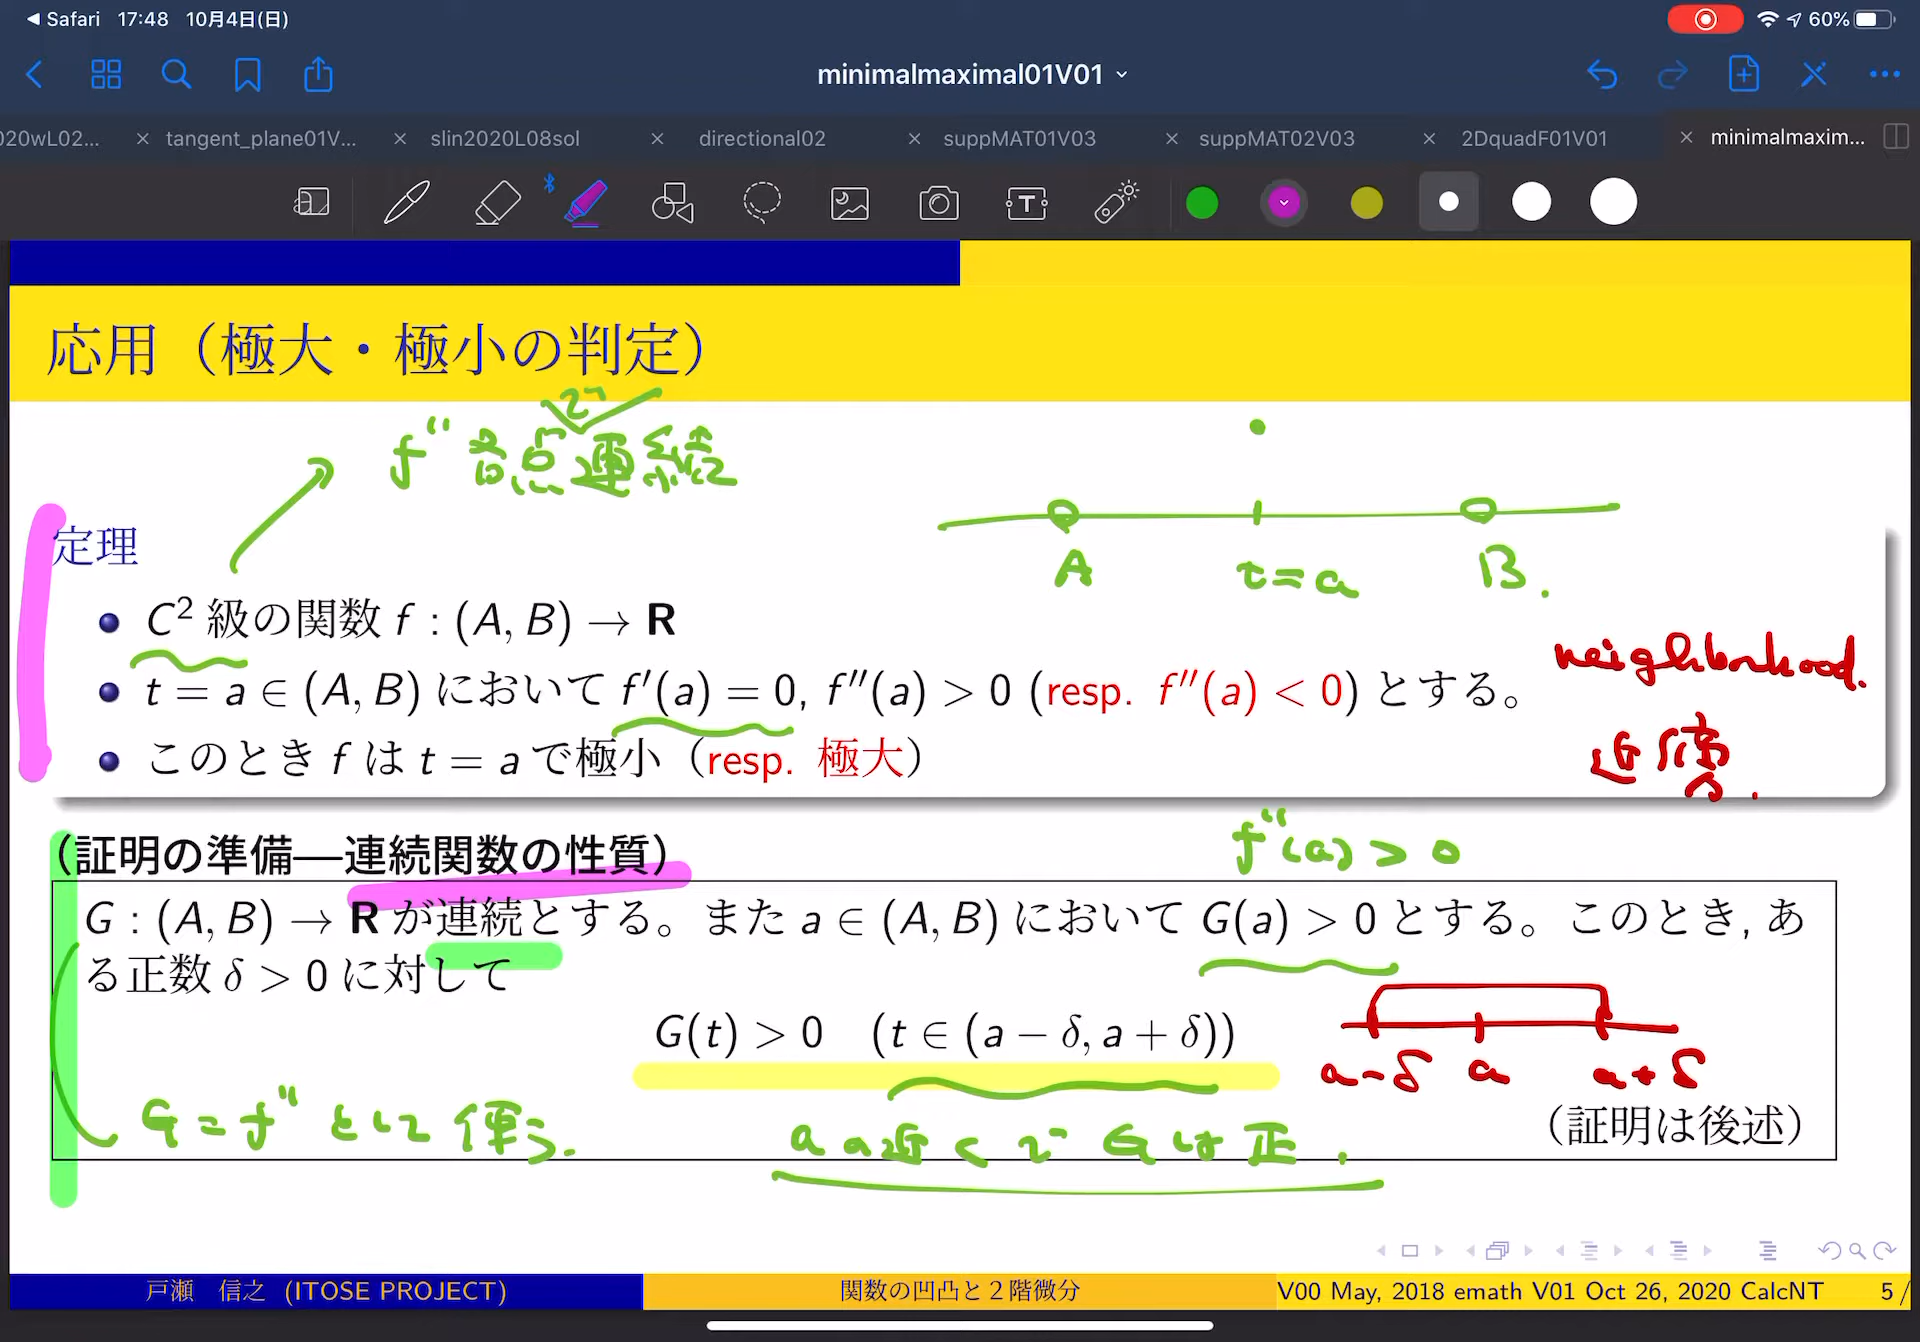 Safari 17:48 10月4日(日) 60%
minimalmaximal01V01
020wL02... tangent_plane01V... slin2020L08sol directional02 suppMAT01V03 suppMAT02V03 2DquadF01V01 minimalmaxim...
応用（極大・極小の判定）
で
f'' 各点連続
定理
A t=a B.
C² 級の関数 f : (A, B) → R
neighborhood.
t = a ∈ (A, B) において f′(a) = 0, f′′(a) > 0 (resp. f′′(a) < 0) とする。
このとき f は t = a で極小（resp. 極大）
近傍.
（証明の準備—連続関数の性質）
f''(a) > 0
G : (A, B) → R が連続とする。また a ∈ (A, B) において G(a) > 0 とする。このとき, あ
る正数 δ > 0 に対して
G(t) > 0 (t ∈ (a − δ, a + δ))
a-δ a a+δ
G = f'' として使う.
aの近くで Gは正.
（証明は後述）
戸瀬 信之 (ITOSE PROJECT) 関数の凹凸と２階微分 V00 May, 2018 emath V01 Oct 26, 2020 CalcNT 5 /